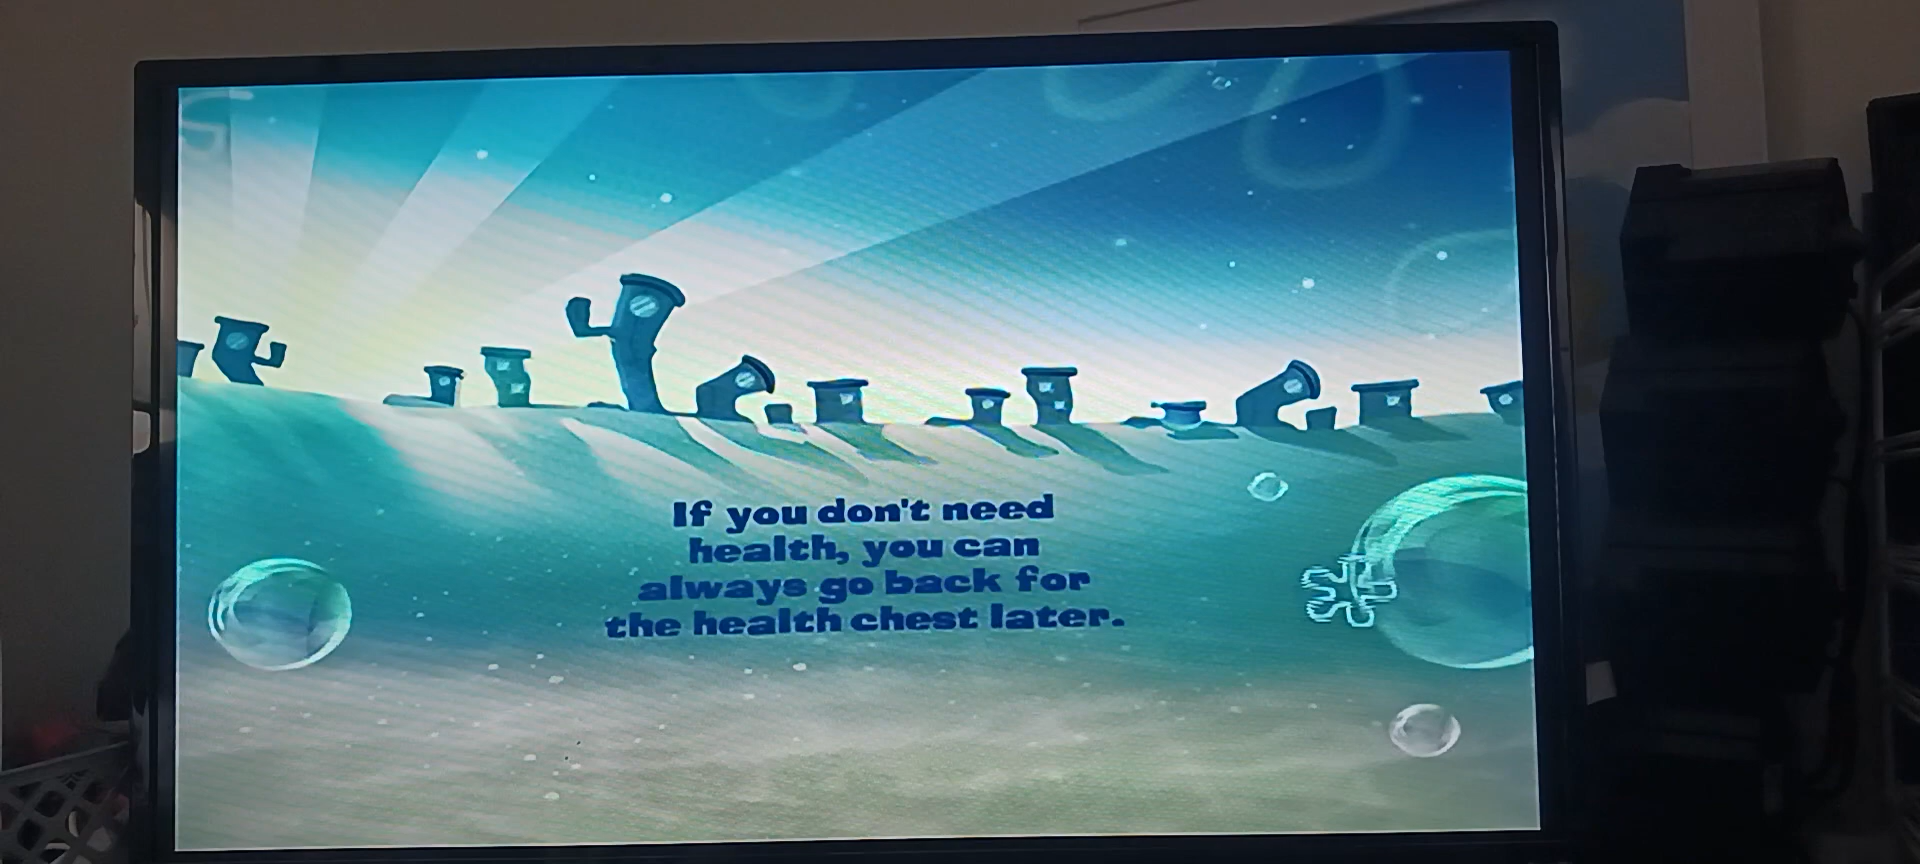 If you don't need
health, you can
always go back for
the health chest later.